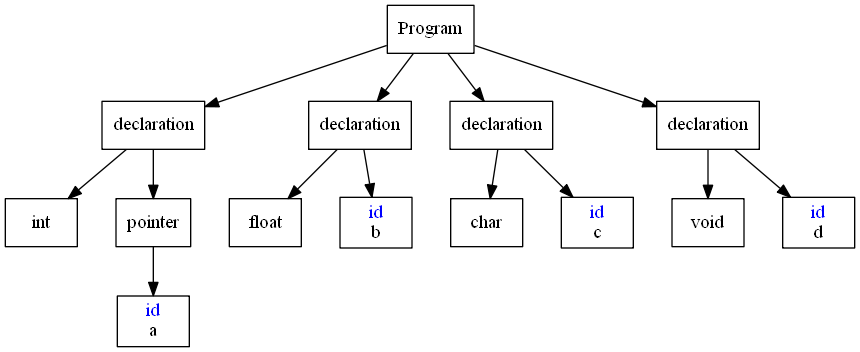 Program
declaration
declaration
declaration
declaration
int
pointer
float
id
b
char
id
c
void
id
d
id
a